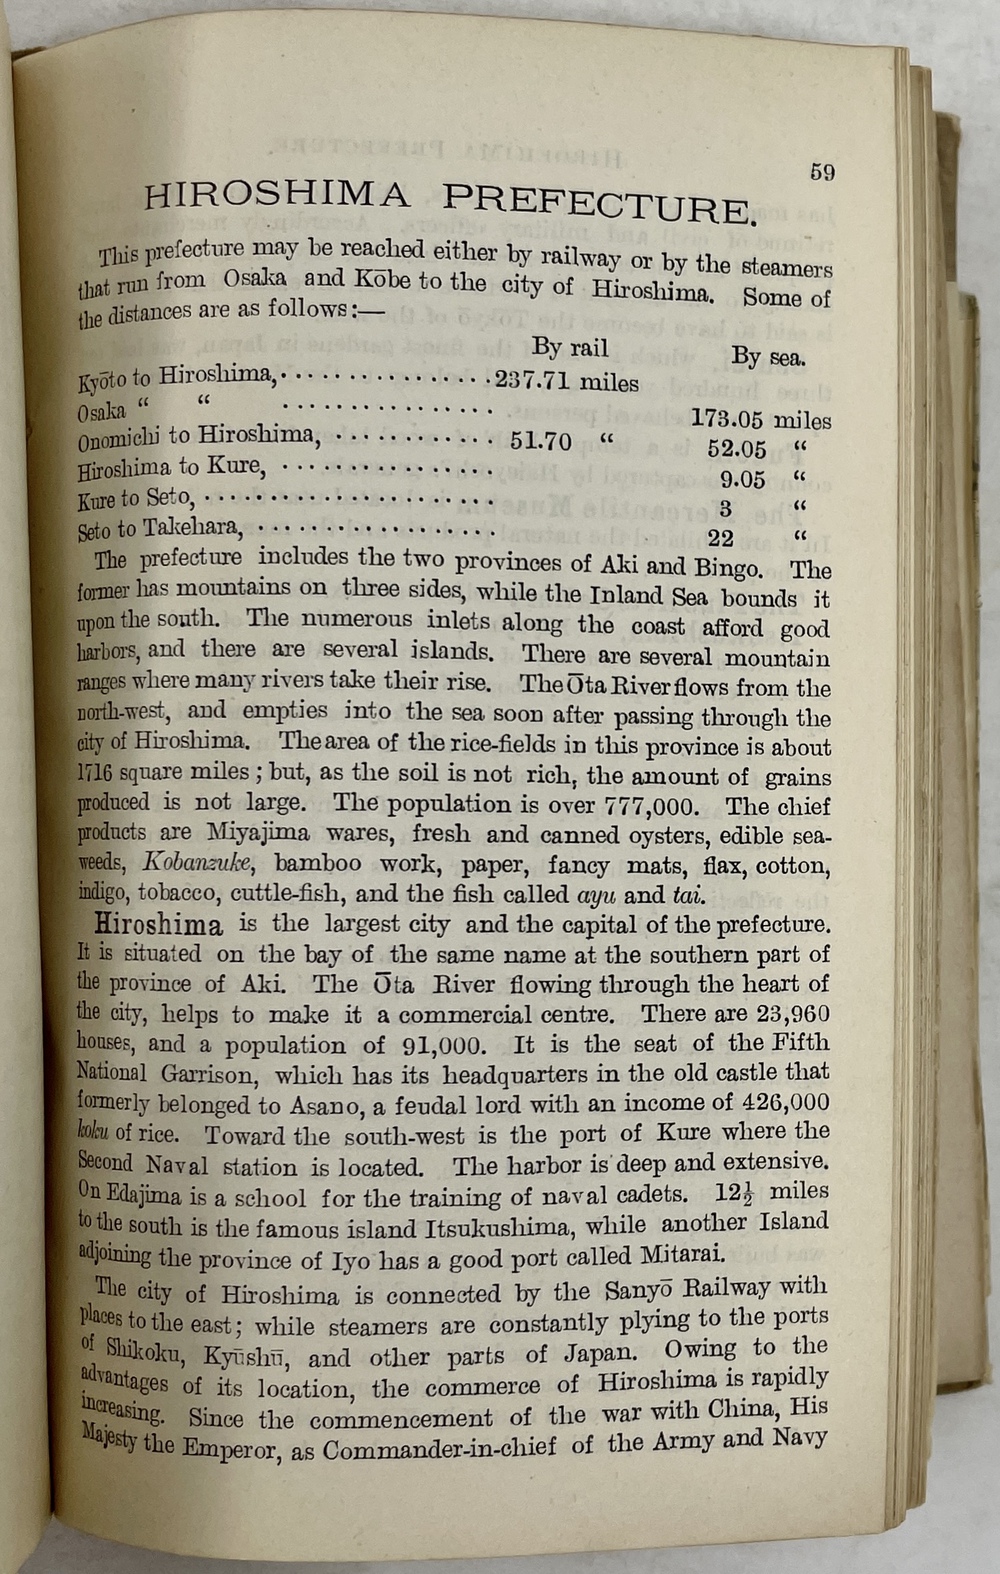 59
HIROSHIMA PREFECTURE.
This prefecture may be reached either by railway or by the steamers
that run from Osaka and Kōbe to the city of Hiroshima. Some of
the distances are as follows:—
By rail By sea.
Kyōto to Hiroshima, . . . . . . . . . . . . . . . . 237.71 miles
Osaka “ “ . . . . . . . . . . . . . . . . 173.05 miles
Onomichi to Hiroshima, . . . . . . . . . . . . 51.70 “ 52.05 “
Hiroshima to Kure, . . . . . . . . . . . . . . . . 9.05 “
Kure to Seto, . . . . . . . . . . . . . . . . . . . . . 3 “
Seto to Takehara, . . . . . . . . . . . . . . . . . 22 “
The prefecture includes the two provinces of Aki and Bingo. The
former has mountains on three sides, while the Inland Sea bounds it
upon the south. The numerous inlets along the coast afford good
harbors, and there are several islands. There are several mountain
ranges where many rivers take their rise. The Ōta River flows from the
north-west, and empties into the sea soon after passing through the
city of Hiroshima. The area of the rice-fields in this province is about
1716 square miles ; but, as the soil is not rich, the amount of grains
produced is not large. The population is over 777,000. The chief
products are Miyajima wares, fresh and canned oysters, edible sea-
weeds, Kobanzuke, bamboo work, paper, fancy mats, flax, cotton,
indigo, tobacco, cuttle-fish, and the fish called ayu and tai.
Hiroshima is the largest city and the capital of the prefecture.
It is situated on the bay of the same name at the southern part of
the province of Aki. The Ōta River flowing through the heart of
the city, helps to make it a commercial centre. There are 23,960
houses, and a population of 91,000. It is the seat of the Fifth
National Garrison, which has its headquarters in the old castle that
formerly belonged to Asano, a feudal lord with an income of 426,000
koku of rice. Toward the south-west is the port of Kure where the
Second Naval station is located. The harbor is deep and extensive.
On Edajima is a school for the training of naval cadets. 12½ miles
to the south is the famous island Itsukushima, while another Island
adjoining the province of Iyo has a good port called Mitarai.
The city of Hiroshima is connected by the Sanyō Railway with
places to the east; while steamers are constantly plying to the ports
of Shikoku, Kyūshū, and other parts of Japan. Owing to the
advantages of its location, the commerce of Hiroshima is rapidly
increasing. Since the commencement of the war with China, His
Majesty the Emperor, as Commander-in-chief of the Army and Navy